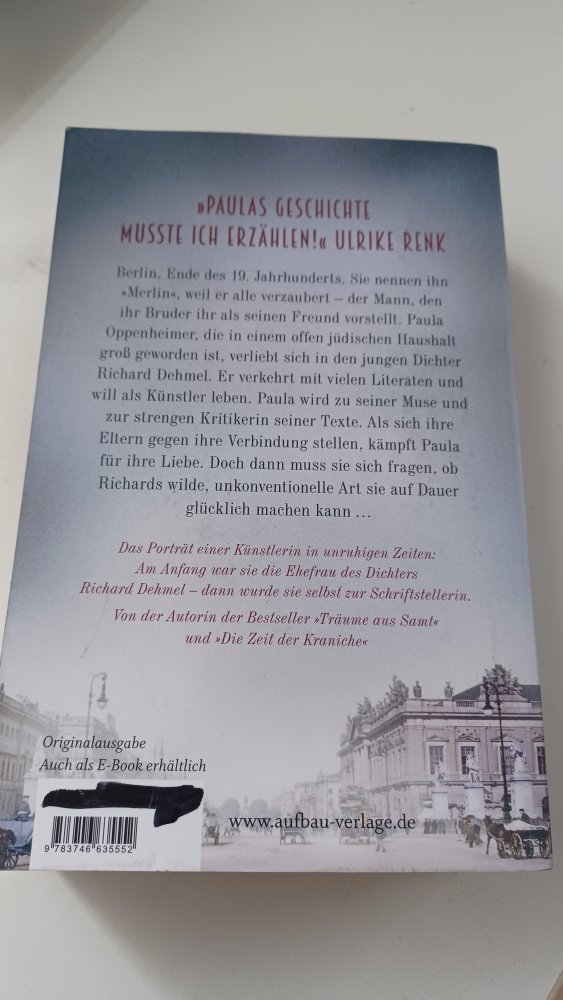 »PAULAS GESCHICHTE
MUSSTE ICH ERZÄHLEN!« ULRIKE RENK
Berlin, Ende des 19. Jahrhunderts. Sie nennen ihn
»Merlin«, weil er alle verzaubert – der Mann, den
ihr Bruder ihr als seinen Freund vorstellt. Paula
Oppenheimer, die in einem offen jüdischen Haushalt
groß geworden ist, verliebt sich in den jungen Dichter
Richard Dehmel. Er verkehrt mit vielen Literaten und
will als Künstler leben. Paula wird zu seiner Muse und
zur strengen Kritikerin seiner Texte. Als sich ihre
Eltern gegen ihre Verbindung stellen, kämpft Paula
für ihre Liebe. Doch dann muss sie sich fragen, ob
Richards wilde, unkonventionelle Art sie auf Dauer
glücklich machen kann ...
Das Porträt einer Künstlerin in unruhigen Zeiten:
Am Anfang war sie die Ehefrau des Dichters
Richard Dehmel – dann wurde sie selbst zur Schriftstellerin.
Von der Autorin der Bestseller »Träume aus Samt«
und »Die Zeit der Kraniche«
Originalausgabe
Auch als E-Book erhältlich
www.aufbau-verlage.de
9 783746 635552